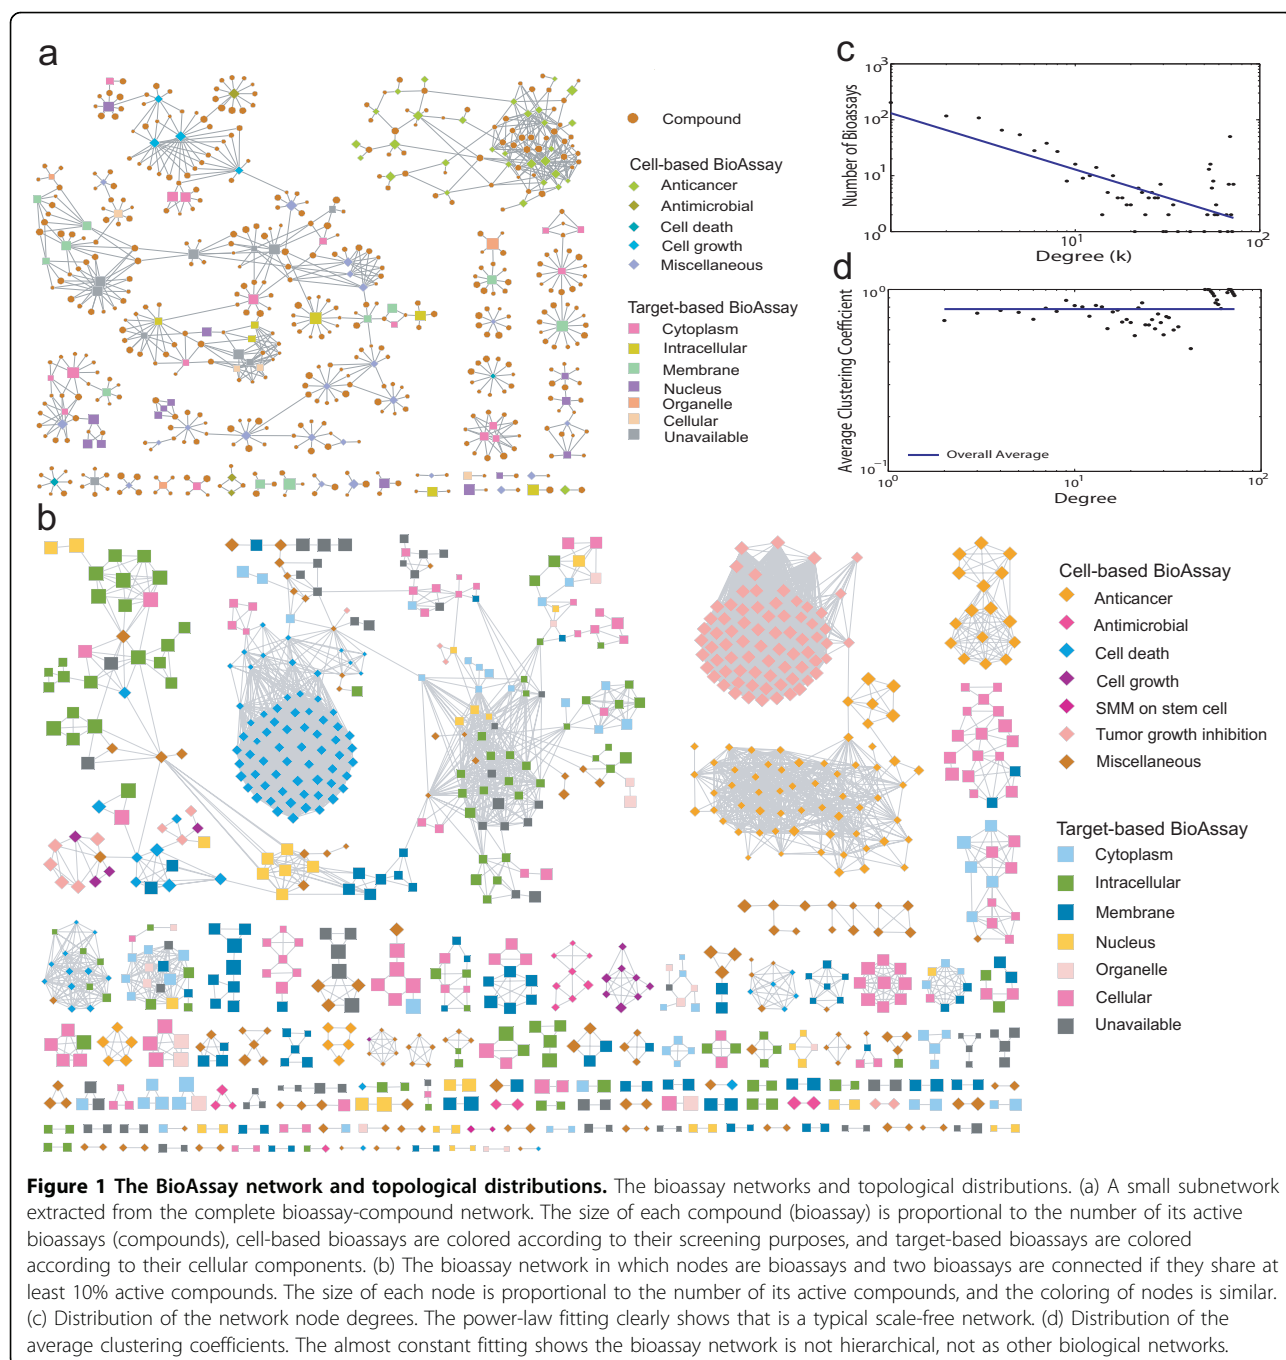 a
Compound
Cell-based BioAssay
Anticancer
Antimicrobial
Cell death
Cell growth
Miscellaneous
Target-based BioAssay
Cytoplasm
Intracellular
Membrane
Nucleus
Organelle
Cellular
Unavailable
c
Number of Bioassays
10³
10²
10¹
10⁰
10¹
10²
Degree (k)
d
Average Clustering Coefficient
10⁰
10⁻¹
Overall Average
10⁰
10¹
10²
Degree
b
Cell-based BioAssay
Anticancer
Antimicrobial
Cell death
Cell growth
SMM on stem cell
Tumor growth inhibition
Miscellaneous
Target-based BioAssay
Cytoplasm
Intracellular
Membrane
Nucleus
Organelle
Cellular
Unavailable
Figure 1 The BioAssay network and topological distributions. The bioassay networks and topological distributions. (a) A small subnetwork
extracted from the complete bioassay-compound network. The size of each compound (bioassay) is proportional to the number of its active
bioassays (compounds), cell-based bioassays are colored according to their screening purposes, and target-based bioassays are colored
according to their cellular components. (b) The bioassay network in which nodes are bioassays and two bioassays are connected if they share at
least 10% active compounds. The size of each node is proportional to the number of its active compounds, and the coloring of nodes is similar.
(c) Distribution of the network node degrees. The power-law fitting clearly shows that is a typical scale-free network. (d) Distribution of the
average clustering coefficients. The almost constant fitting shows the bioassay network is not hierarchical, not as other biological networks.